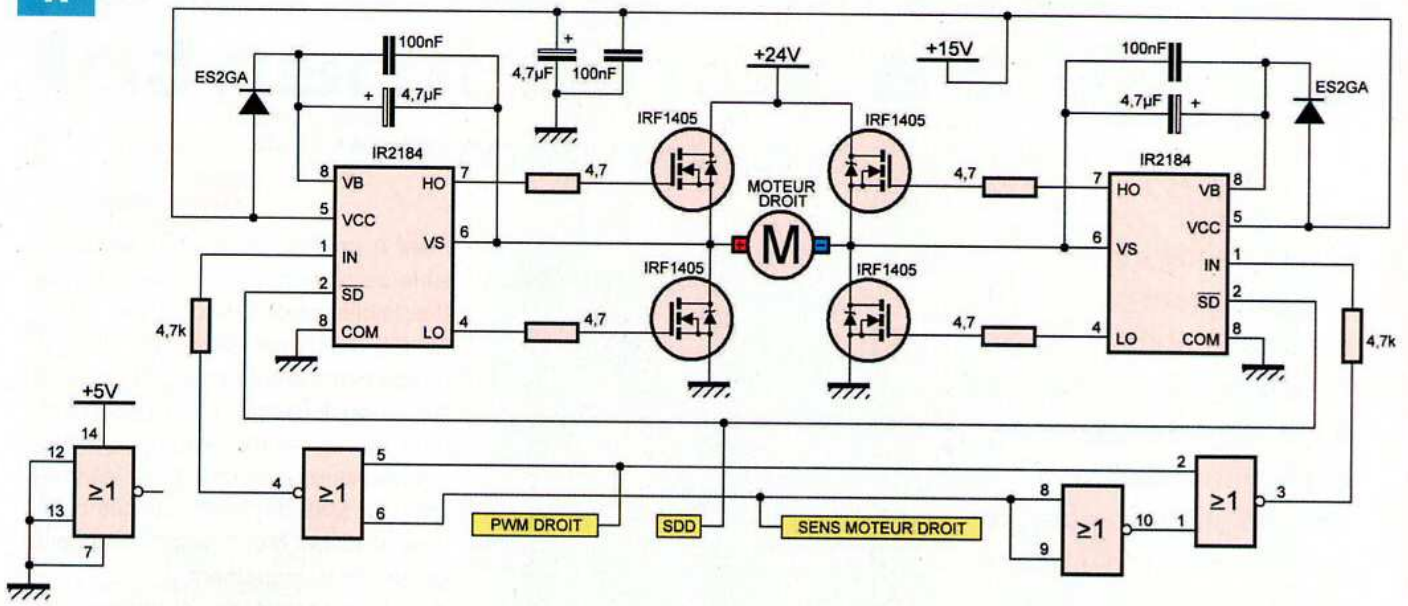 100nF
ES2GA
4,7µF
+
+
4,7µF
100nF
+24V
+15V
100nF
4,7µF
+
ES2GA
IRF1405
IRF1405
IR2184
8 VB
HO 7
4,7
5 VCC
1 IN
VS 6
2 SD
8 COM
LO 4
4,7
MOTEUR
DROIT
+ M -
IRF1405
IRF1405
IR2184
4,7
7 HO
VB 8
VCC 5
6 VS
IN 1
SD 2
4,7
4 LO
COM 8
4,7k
4,7k
+5V
14
12
≥1
13
7
4
≥1
5
6
PWM DROIT
SDD
SENS MOTEUR DROIT
8
≥1
9
10
2
≥1
1
3